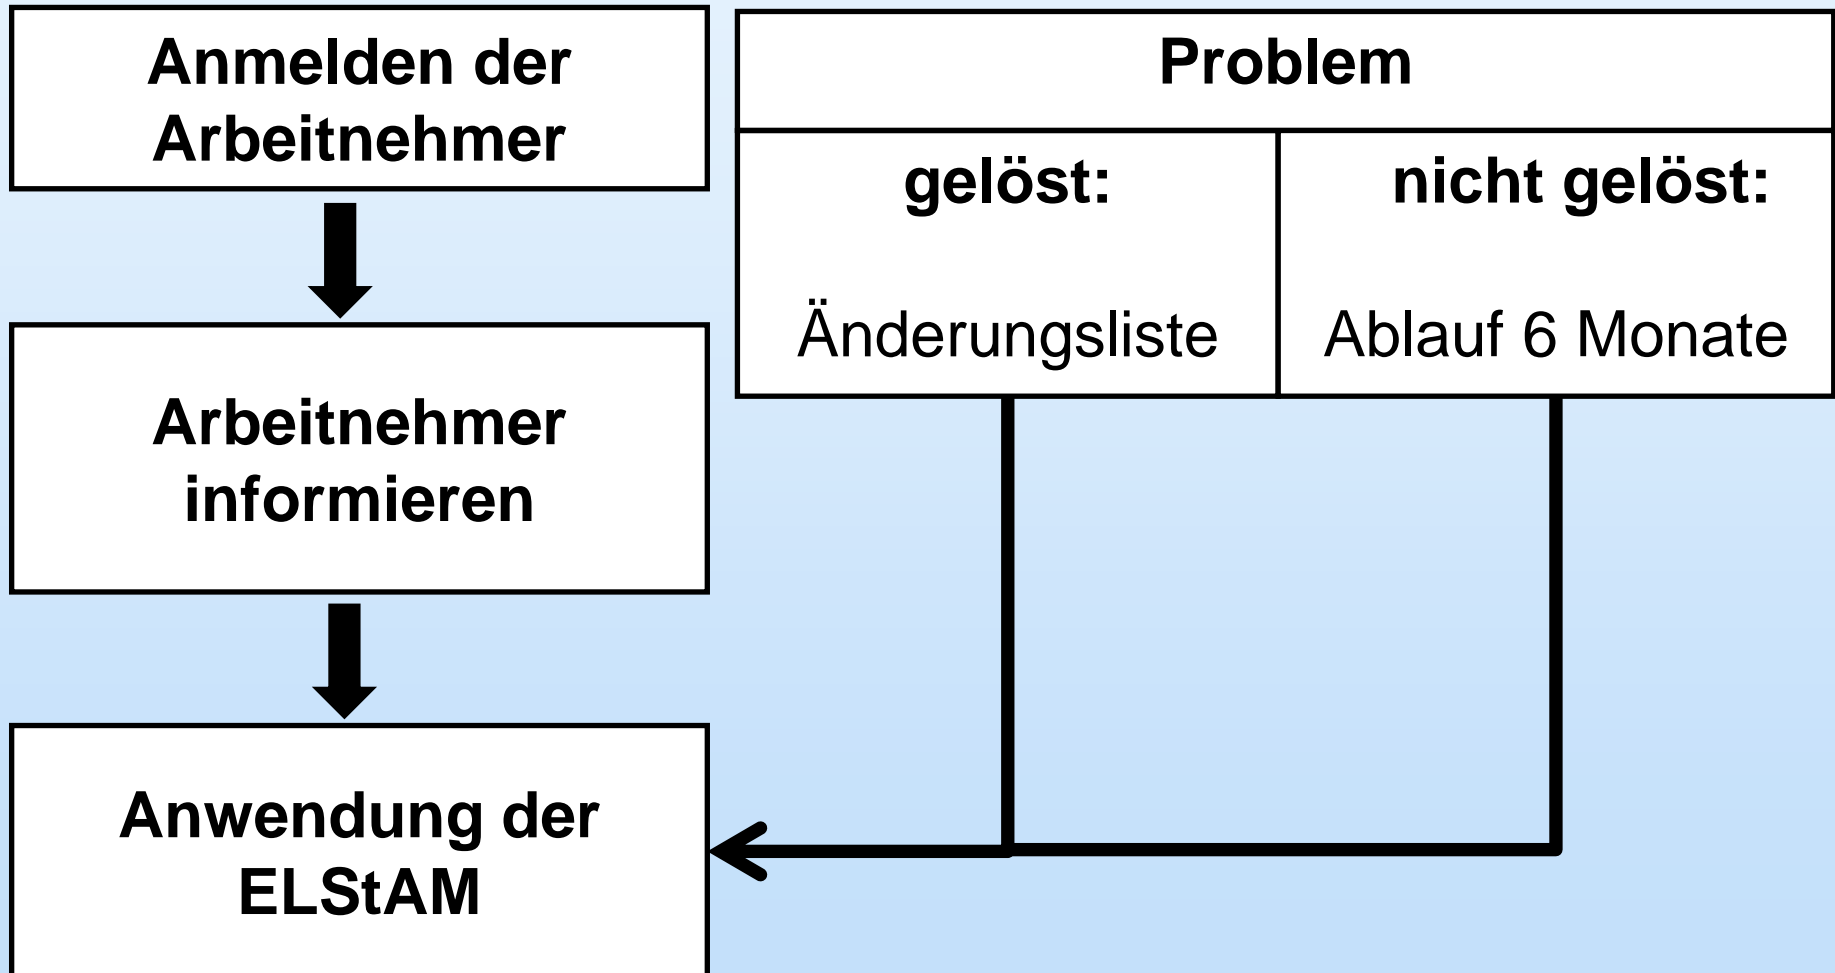 Anmelden der
Arbeitnehmer
Arbeitnehmer
informieren
Anwendung der
ELStAM
Problem
gelöst:
Änderungsliste
nicht gelöst:
Ablauf 6 Monate